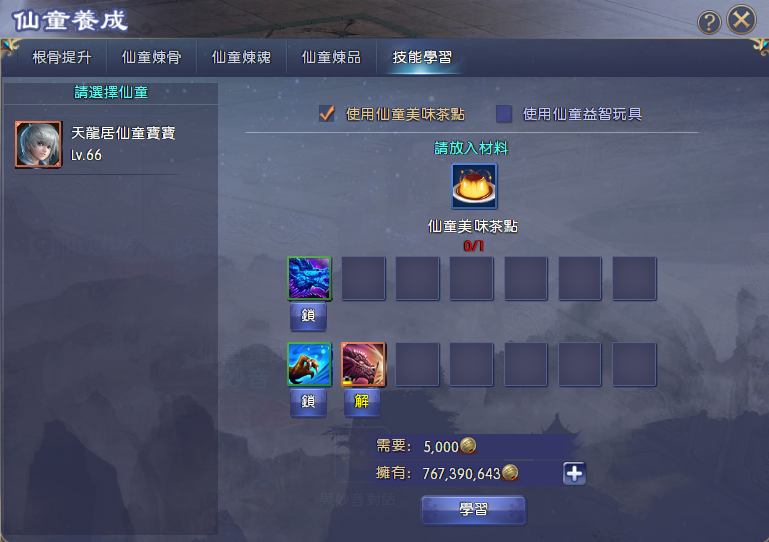 仙童養成
根骨提升 仙童煉骨 仙童煉魂 仙童煉品 技能學習
請選擇仙童
天龍居仙童寶寶
Lv.66
使用仙童美味茶點 使用仙童益智玩具
請放入材料
仙童美味茶點
0/1
鎖
鎖 解
需要: 5,000
擁有: 767,390,643
學習